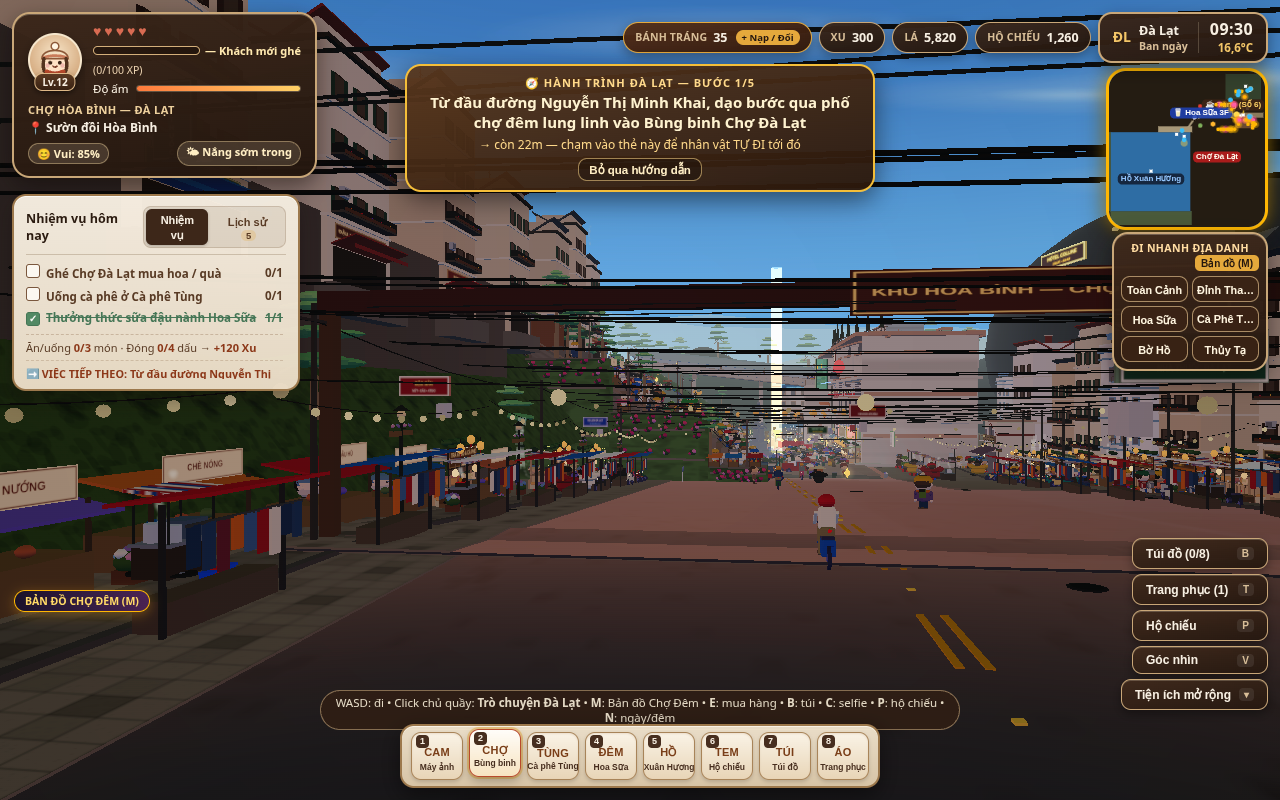 ♥ ♥ ♥ ♥ ♥
— Khách mới ghé
(0/100 XP)
Lv.12
Độ ấm
CHỢ HÒA BÌNH — ĐÀ LẠT
📍 Sườn đồi Hòa Bình
😊 Vui: 85%
🌤 Nắng sớm trong
BÁNH TRÁNG 35 + Nạp / Đổi
XU 300
LÁ 5,820
HỘ CHIẾU 1,260
ĐL Đà Lạt
Ban ngày
09:30
16,6°C
🧭 HÀNH TRÌNH ĐÀ LẠT — BƯỚC 1/5
Từ đầu đường Nguyễn Thị Minh Khai, dạo bước qua phố
chợ đêm lung linh vào Bùng binh Chợ Đà Lạt
→ còn 22m — chạm vào thẻ này để nhân vật TỰ ĐI tới đó
Bỏ qua hướng dẫn
(Số 6)
Hoa Sữa 3F
Chợ Đà Lạt
Hồ Xuân Hương
Nhiệm vụ hôm
nay
Nhiệm
vụ
Lịch sử
5
Ghé Chợ Đà Lạt mua hoa / quà 0/1
Uống cà phê ở Cà phê Tùng 0/1
✓ Thưởng thức sữa đậu nành Hoa Sữa 1/1
Ăn/uống 0/3 món · Đóng 0/4 dấu → +120 Xu
➡️ VIỆC TIẾP THEO: Từ đầu đường Nguyễn Thị
ĐI NHANH ĐỊA DANH
Bản đồ (M)
Toàn Cảnh
Đỉnh Tha...
Hoa Sữa
Cà Phê T...
Bờ Hồ
Thủy Tạ
KHU HOA BINH — CHỢ
CHÈ NÓNG
NƯỚNG
BẢN ĐỒ CHỢ ĐÊM (M)
Túi đồ (0/8) B
Trang phục (1) T
Hộ chiếu P
Góc nhìn V
Tiện ích mở rộng ▼
WASD: đi • Click chủ quầy: Trò chuyện Đà Lạt • M: Bản đồ Chợ Đêm • E: mua hàng • B: túi • C: selfie • P: hộ chiếu •
N: ngày/đêm
1 CAM Máy ảnh
2 CHỢ Bùng binh
3 TÙNG Cà phê Tùng
4 ĐÊM Hoa Sữa
5 HỒ Xuân Hương
6 TEM Hộ chiếu
7 TÚI Túi đồ
8 ÁO Trang phục